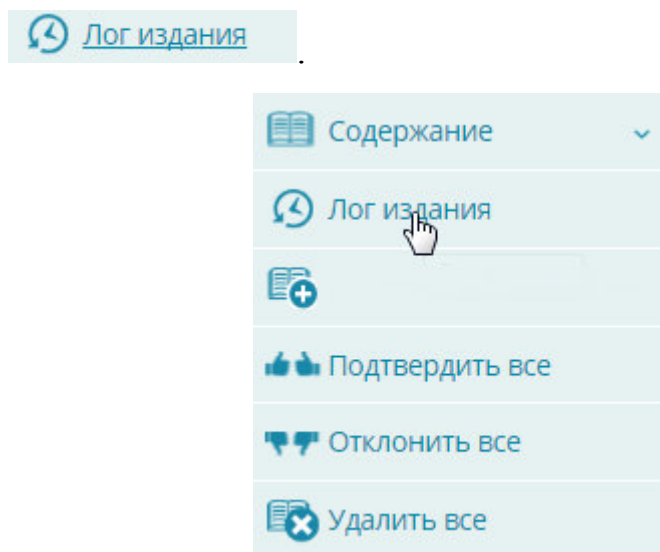 Лог издания
.
Содержание
Лог издания
Подтвердить все
Отклонить все
Удалить все